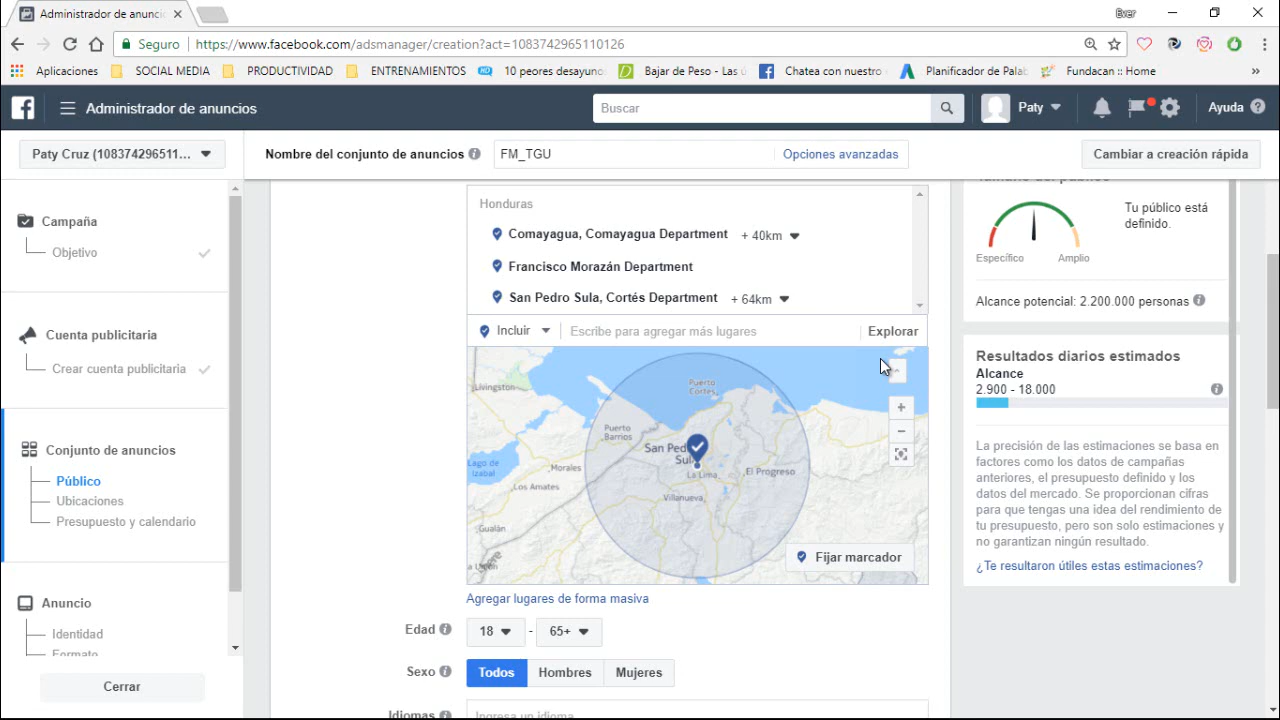 Administrador de anuncio
Ever
Seguro
https://www.facebook.com/adsmanager/creation?act=1083742965110126
Aplicaciones
SOCIAL MEDIA
PRODUCTIVIDAD
ENTRENAMIENTOS
10 peores desayuno
Bajar de Peso - Las ú
Chatea con nuestro
Planificador de Palab
Fundacan :: Home
»
Administrador de anuncios
Buscar
Paty
Ayuda
Paty Cruz (108374296511...
Nombre del conjunto de anuncios
FM_TGU
Opciones avanzadas
Cambiar a creación rápida
Campaña
Objetivo
Cuenta publicitaria
Crear cuenta publicitaria
Conjunto de anuncios
Público
Ubicaciones
Presupuesto y calendario
Anuncio
Identidad
Formato
Cerrar
Honduras
Comayagua, Comayagua Department + 40km
Francisco Morazán Department
San Pedro Sula, Cortés Department + 64km
Incluir
Escribe para agregar más lugares
Explorar
Livingston
Puerto
Cortes
Puerto
Barrios
San Ped
Sula
La Lima
El Progreso
Lago de
Izabal
Morales
Los Amates
Villanueva
Gualán
Fijar marcador
Agregar lugares de forma masiva
Edad
18 - 65+
Sexo
Todos Hombres Mujeres
Idiomas
Ingresa un idioma
Tamaño del público
Tu público está
definido.
Específico
Amplio
Alcance potencial: 2.200.000 personas
Resultados diarios estimados
Alcance
2.900 - 18.000
La precisión de las estimaciones se basa en
factores como los datos de campañas
anteriores, el presupuesto definido y los
datos del mercado. Se proporcionan cifras
para que tengas una idea del rendimiento de
tu presupuesto, pero son solo estimaciones y
no garantizan ningún resultado.
¿Te resultaron útiles estas estimaciones?